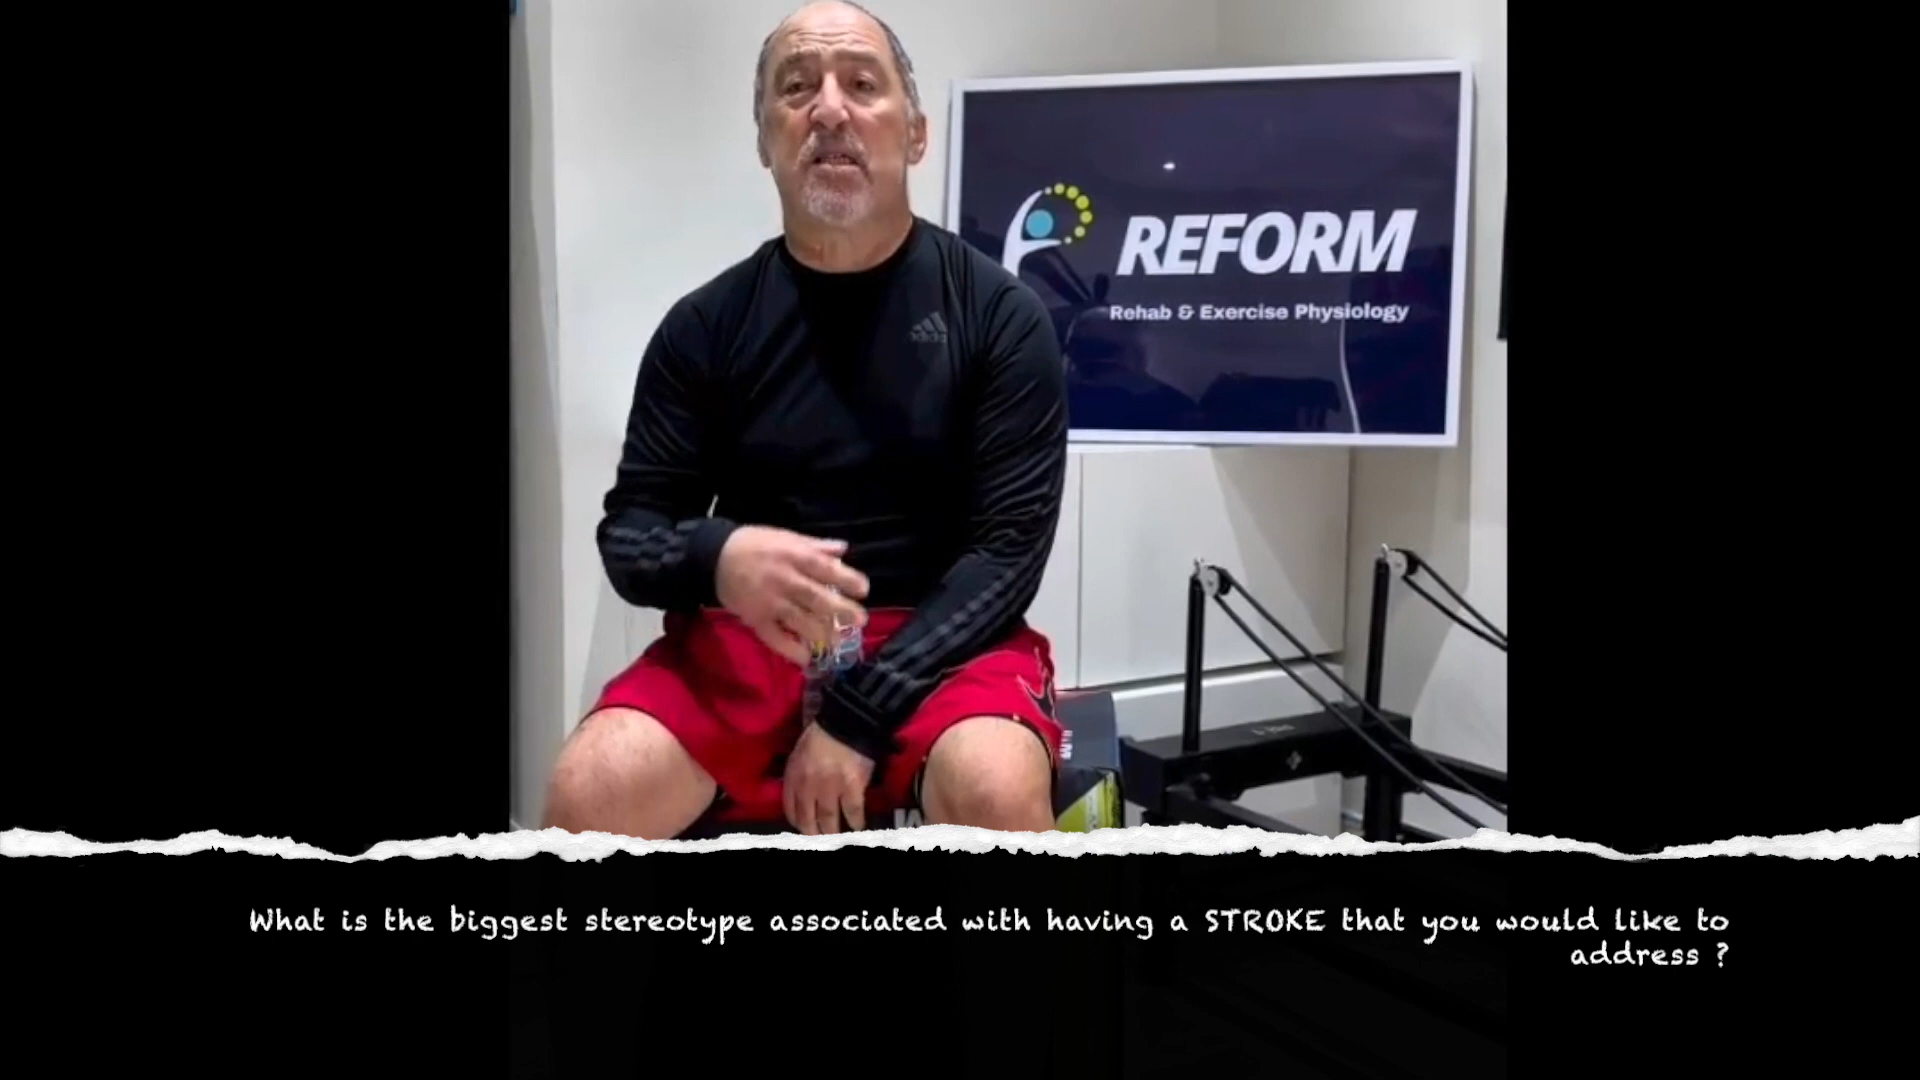 REFORM
Rehab & Exercise Physiology
adidas
What is the biggest stereotype associated with having a STROKE that you would like to
address ?